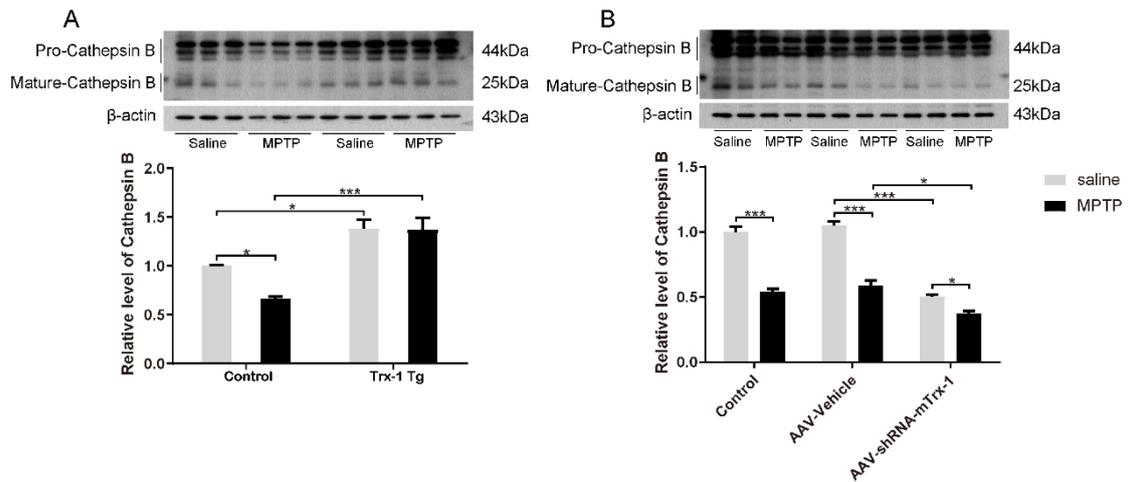 A
Pro-Cathepsin B
44kDa
Mature-Cathepsin B
25kDa
β-actin
43kDa
Saline MPTP Saline MPTP
Relative level of Cathepsin B
2.0
1.5
1.0
0.5
0.0
*
*
***
Control Trx-1 Tg
B
Pro-Cathepsin B
44kDa
Mature-Cathepsin B
25kDa
β-actin
43kDa
Saline MPTP Saline MPTP Saline MPTP
Relative level of Cathepsin B
1.5
1.0
0.5
0.0
***
***
***
*
*
Control
AAV-Vehicle
AAV-shRNA-mTrx-1
saline
MPTP